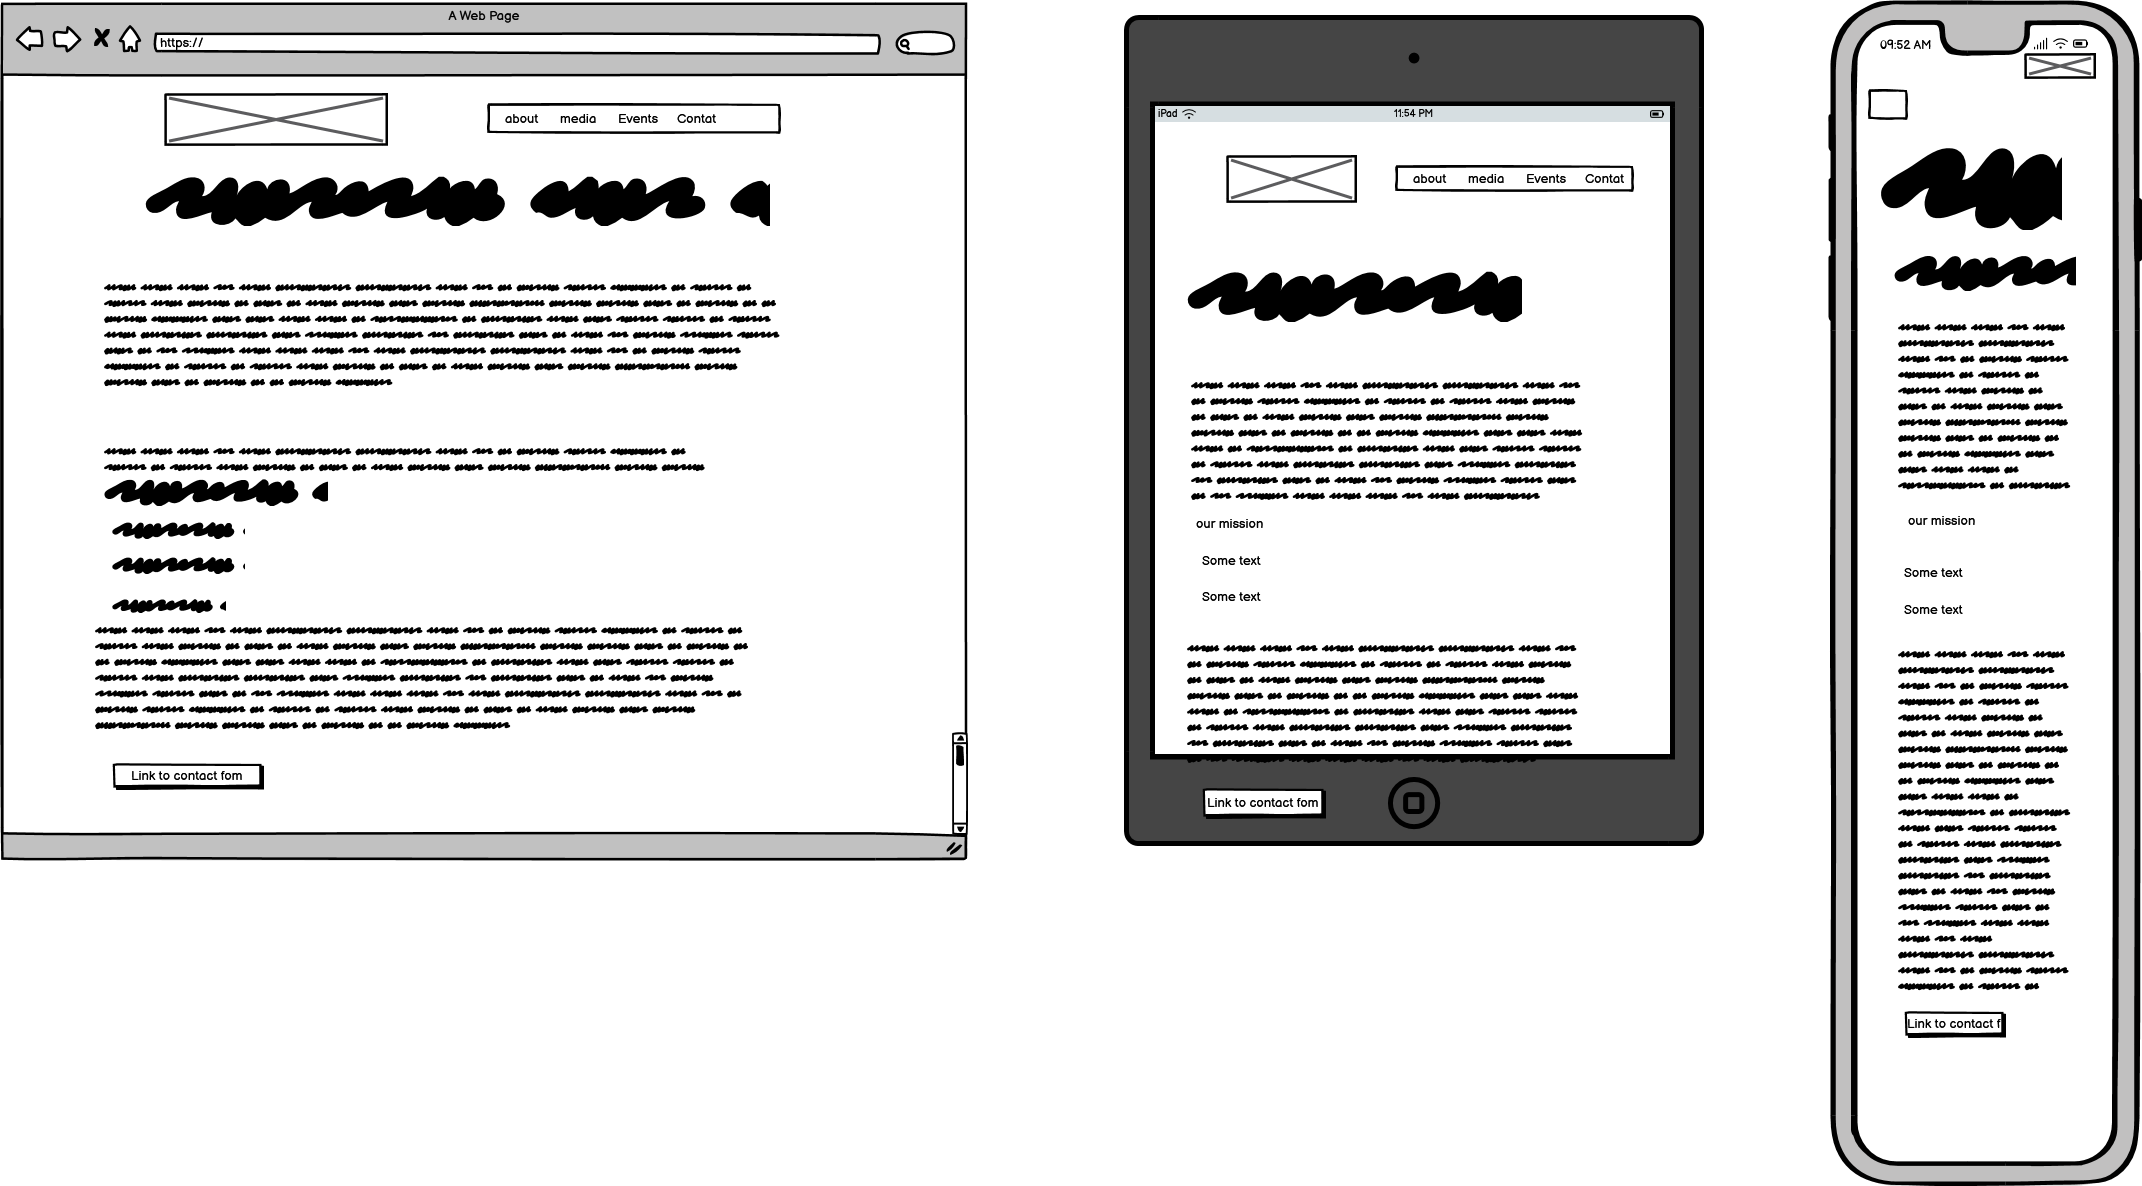 A Web Page
https://
about media Events Contat
Link to contact fom
iPad 11:54 PM
about media Events Contat
our mission
Some text
Some text
Link to contact fom
09:52 AM
our mission
Some text
Some text
Link to contact f